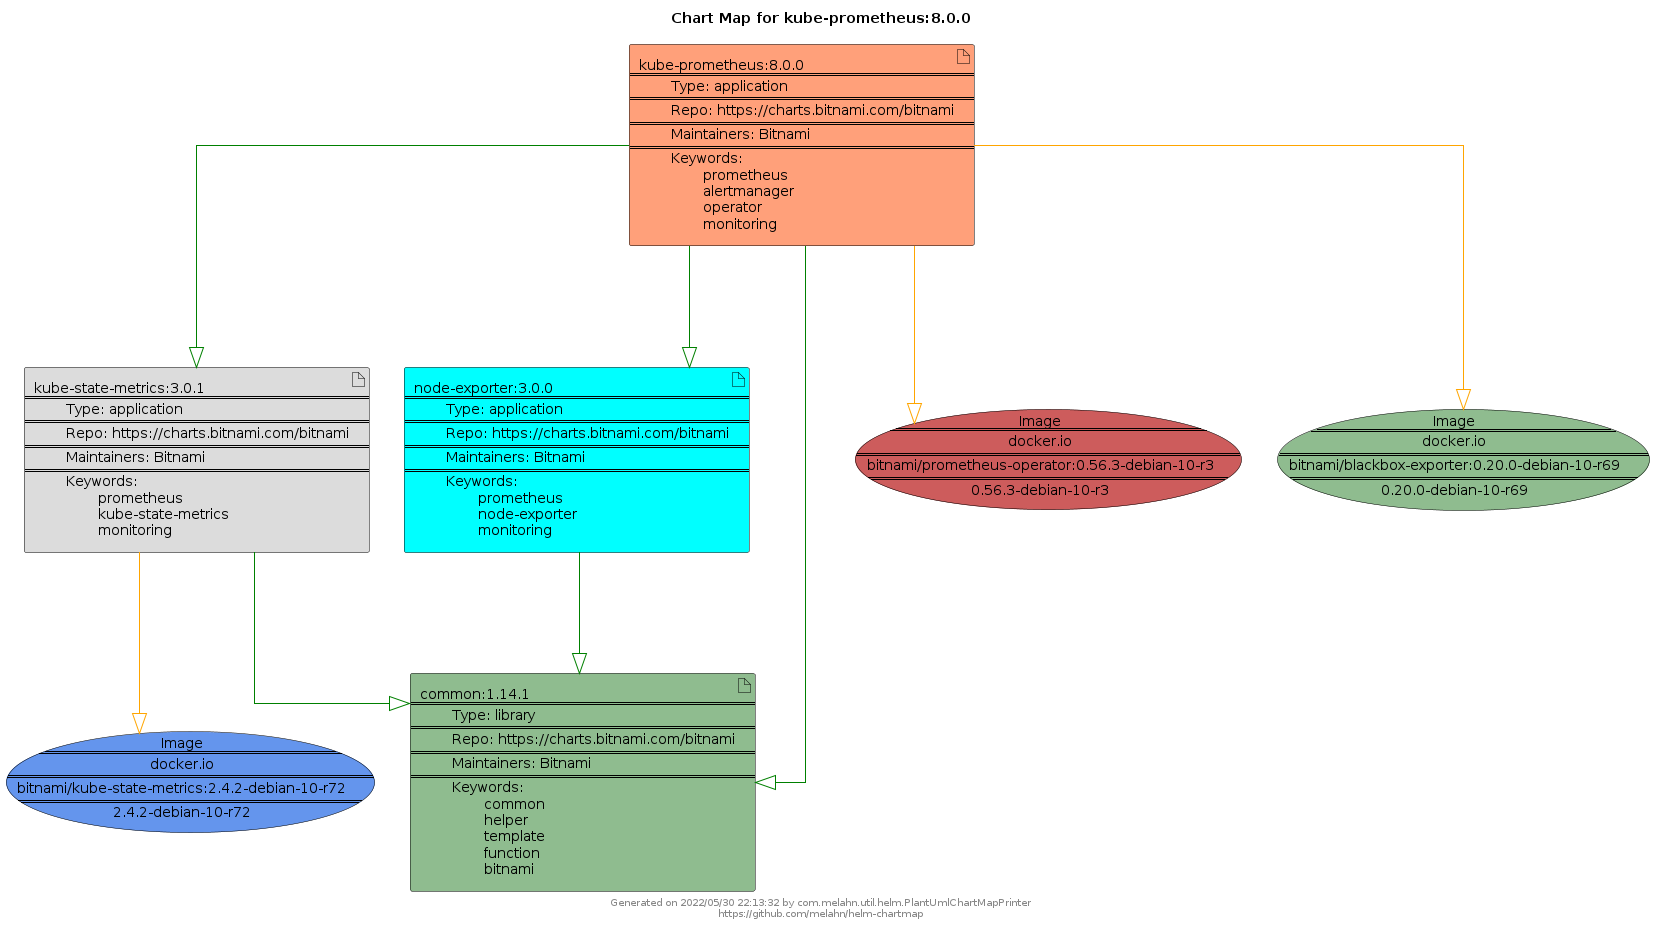 Chart Map for kube-prometheus:8.0.0
kube-prometheus:8.0.0
Type: application
Repo: https://charts.bitnami.com/bitnami
Maintainers: Bitnami
Keywords:
prometheus
alertmanager
operator
monitoring
kube-state-metrics:3.0.1
Type: application
Repo: https://charts.bitnami.com/bitnami
Maintainers: Bitnami
Keywords:
prometheus
kube-state-metrics
monitoring
node-exporter:3.0.0
Type: application
Repo: https://charts.bitnami.com/bitnami
Maintainers: Bitnami
Keywords:
prometheus
node-exporter
monitoring
Image
docker.io
bitnami/prometheus-operator:0.56.3-debian-10-r3
0.56.3-debian-10-r3
Image
docker.io
bitnami/blackbox-exporter:0.20.0-debian-10-r69
0.20.0-debian-10-r69
Image
docker.io
bitnami/kube-state-metrics:2.4.2-debian-10-r72
2.4.2-debian-10-r72
common:1.14.1
Type: library
Repo: https://charts.bitnami.com/bitnami
Maintainers: Bitnami
Keywords:
common
helper
template
function
bitnami
Generated on 2022/05/30 22:13:32 by com.melahn.util.helm.PlantUmlChartMapPrinter
https://github.com/melahn/helm-chartmap